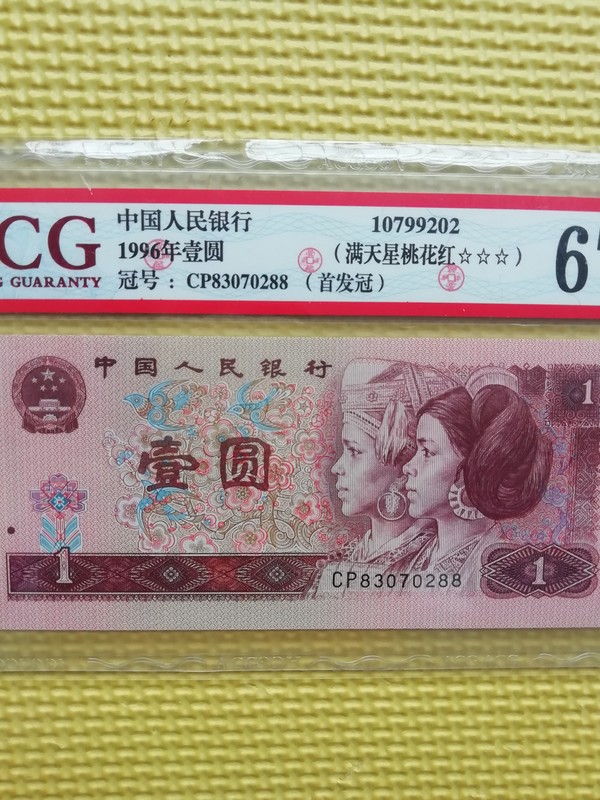 CG
GUARANTY
中国人民银行
1996年壹圆
冠号：CP83070288 （首发冠）
10799202
（满天星桃花红☆☆☆）
67
中国人民银行
壹圆
1
1
CP83070288
1